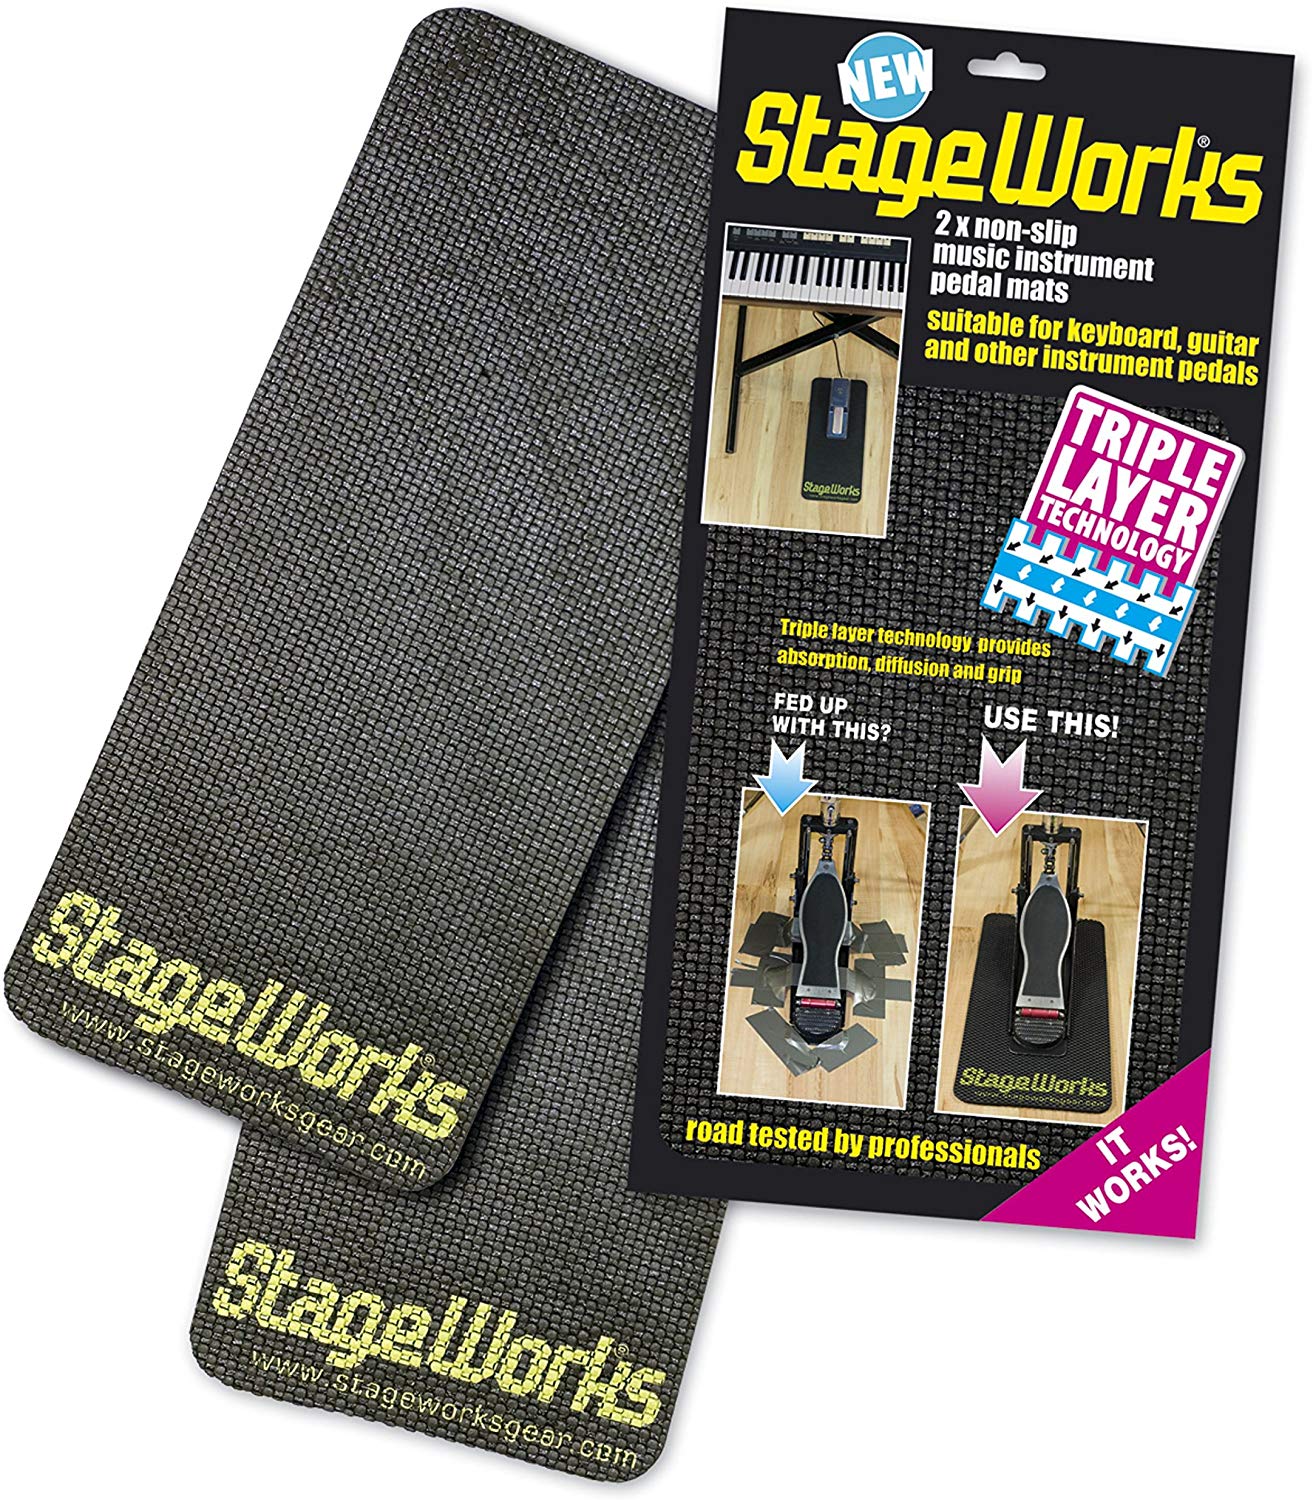 NEW
StageWorks®
2 x non-slip
music instrument
pedal mats
suitable for keyboard, guitar
and other instrument pedals
StageWorks
TRIPLE
LAYER
TECHNOLOGY
Triple layer technology provides
absorption, diffusion and grip
FED UP
WITH THIS?
USE THIS!
StageWorks
road tested by professionals
IT
WORKS!
StageWorks®
www.stageworksgear.com
StageWorks®
www.stageworksgear.com